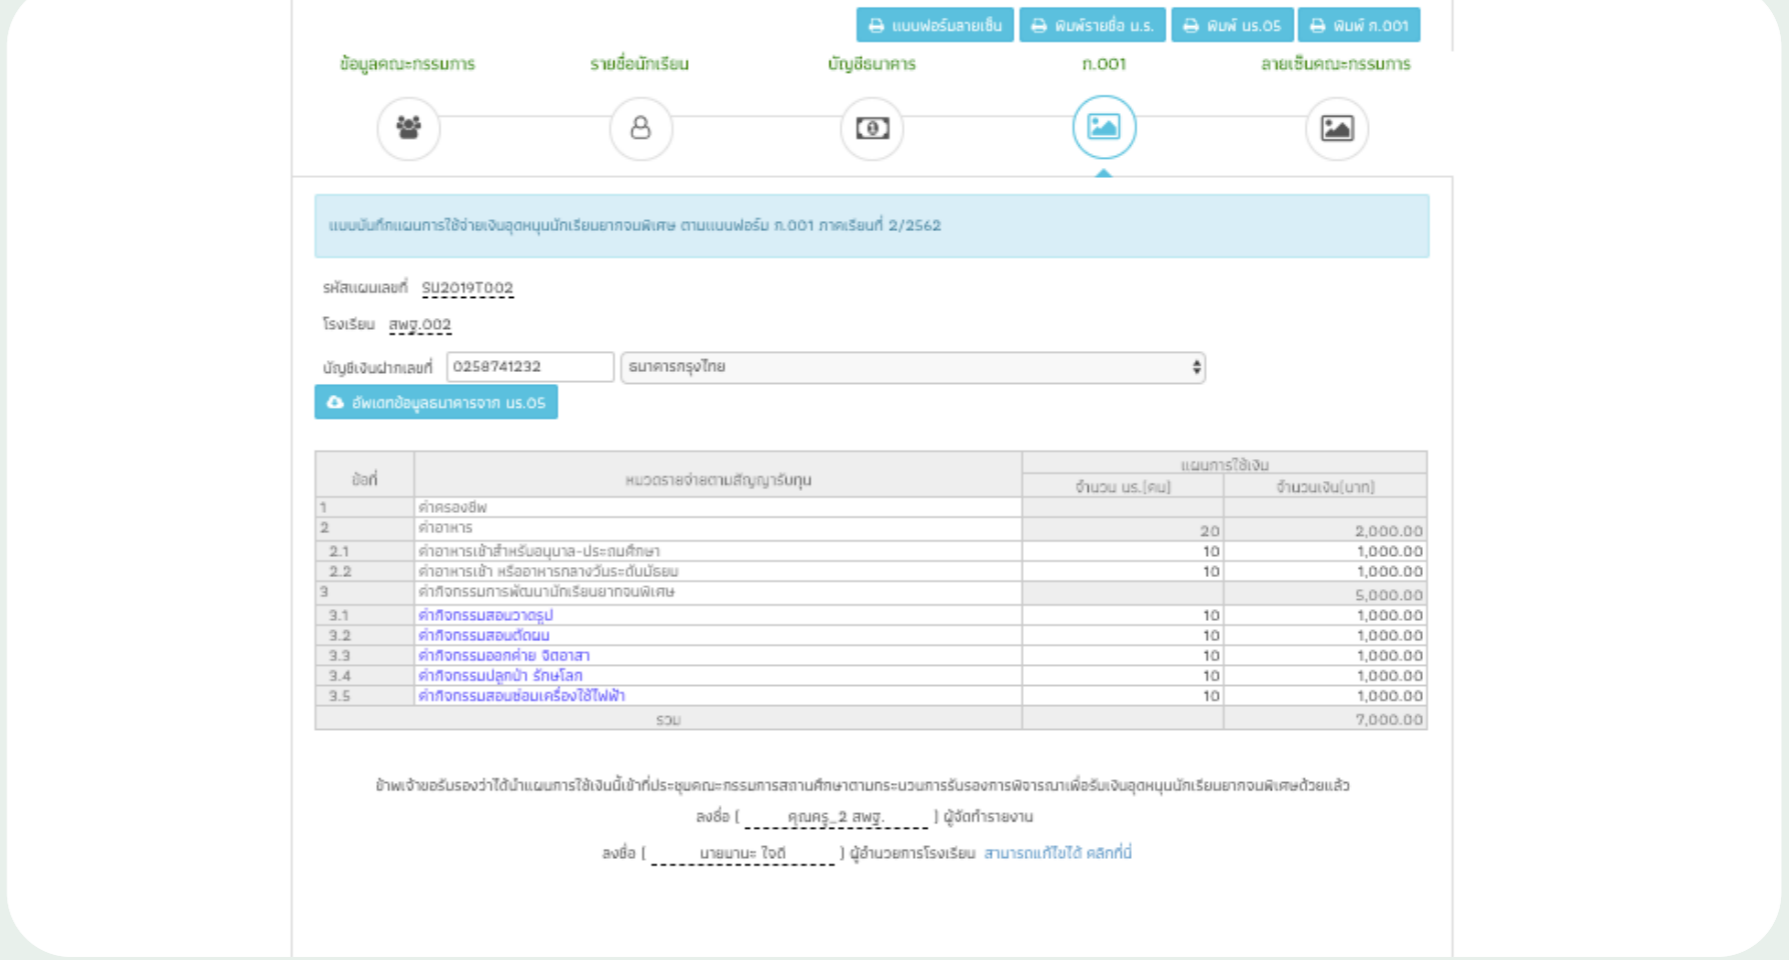 แบบฟอร์มลายเซ็น พิมพ์รายชื่อ น.ร. พิมพ์ นร.05 พิมพ์ ก.001
ข้อมูลคณะกรรมการ รายชื่อนักเรียน บัญชีธนาคาร ก.001 ลายเซ็นคณะกรรมการ
แบบบันทึกแผนการใช้จ่ายเงินอุดหนุนนักเรียนยากจนพิเศษ ตามแบบฟอร์ม ก.001 ภาคเรียนที่ 2/2562
รหัสแผนเลขที่ SU2019T002
โรงเรียน สพฐ.002
บัญชีเงินฝากเลขที่ 0258741232 ธนาคารกรุงไทย
อัพเดทข้อมูลธนาคารจาก นร.05
ข้อที่ หมวดรายจ่ายตามสัญญารับทุน แผนการใช้เงิน
จำนวน นร.(คน) จำนวนเงิน(บาท)
1 ค่าครองชีพ
2 ค่าอาหาร 20 2,000.00
2.1 ค่าอาหารเช้าสำหรับอนุบาล-ประถมศึกษา 10 1,000.00
2.2 ค่าอาหารเช้า หรืออาหารกลางวันระดับมัธยม 10 1,000.00
3 ค่ากิจกรรมการพัฒนานักเรียนยากจนพิเศษ 5,000.00
3.1 ค่ากิจกรรมสอนวาดรูป 10 1,000.00
3.2 ค่ากิจกรรมสอนตัดผม 10 1,000.00
3.3 ค่ากิจกรรมออกค่าย จิตอาสา 10 1,000.00
3.4 ค่ากิจกรรมปลูกป่า รักษ์โลก 10 1,000.00
3.5 ค่ากิจกรรมสอนซ่อมเครื่องใช้ไฟฟ้า 10 1,000.00
รวม 7,000.00
ข้าพเจ้าขอรับรองว่าได้นำแผนการใช้เงินนี้เข้าที่ประชุมคณะกรรมการสถานศึกษาตามกระบวนการรับรองการพิจารณาเพื่อรับเงินอุดหนุนนักเรียนยากจนพิเศษด้วยแล้ว
ลงชื่อ ( คุณครู_2 สพฐ. ) ผู้จัดทำรายงาน
ลงชื่อ ( นายมานะ ใจดี ) ผู้อำนวยการโรงเรียน สามารถแก้ไขได้ คลิกที่นี่